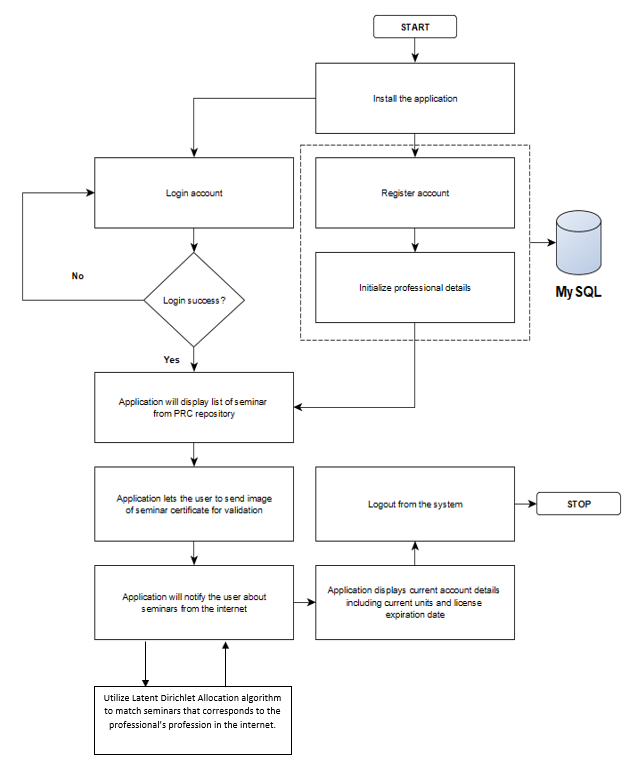 START
Install the application
Login account
Register account
Initialize professional details
My SQL
No
Login success?
Yes
Application will display list of seminar
from PRC repository
Application lets the user to send image
of seminar certificate for validation
Logout from the system
STOP
Application will notify the user about
seminars from the internet
Application displays current account details
including current units and license
expiration date
Utilize Latent Dirichlet Allocation algorithm
to match seminars that corresponds to the
professional's profession in the internet.